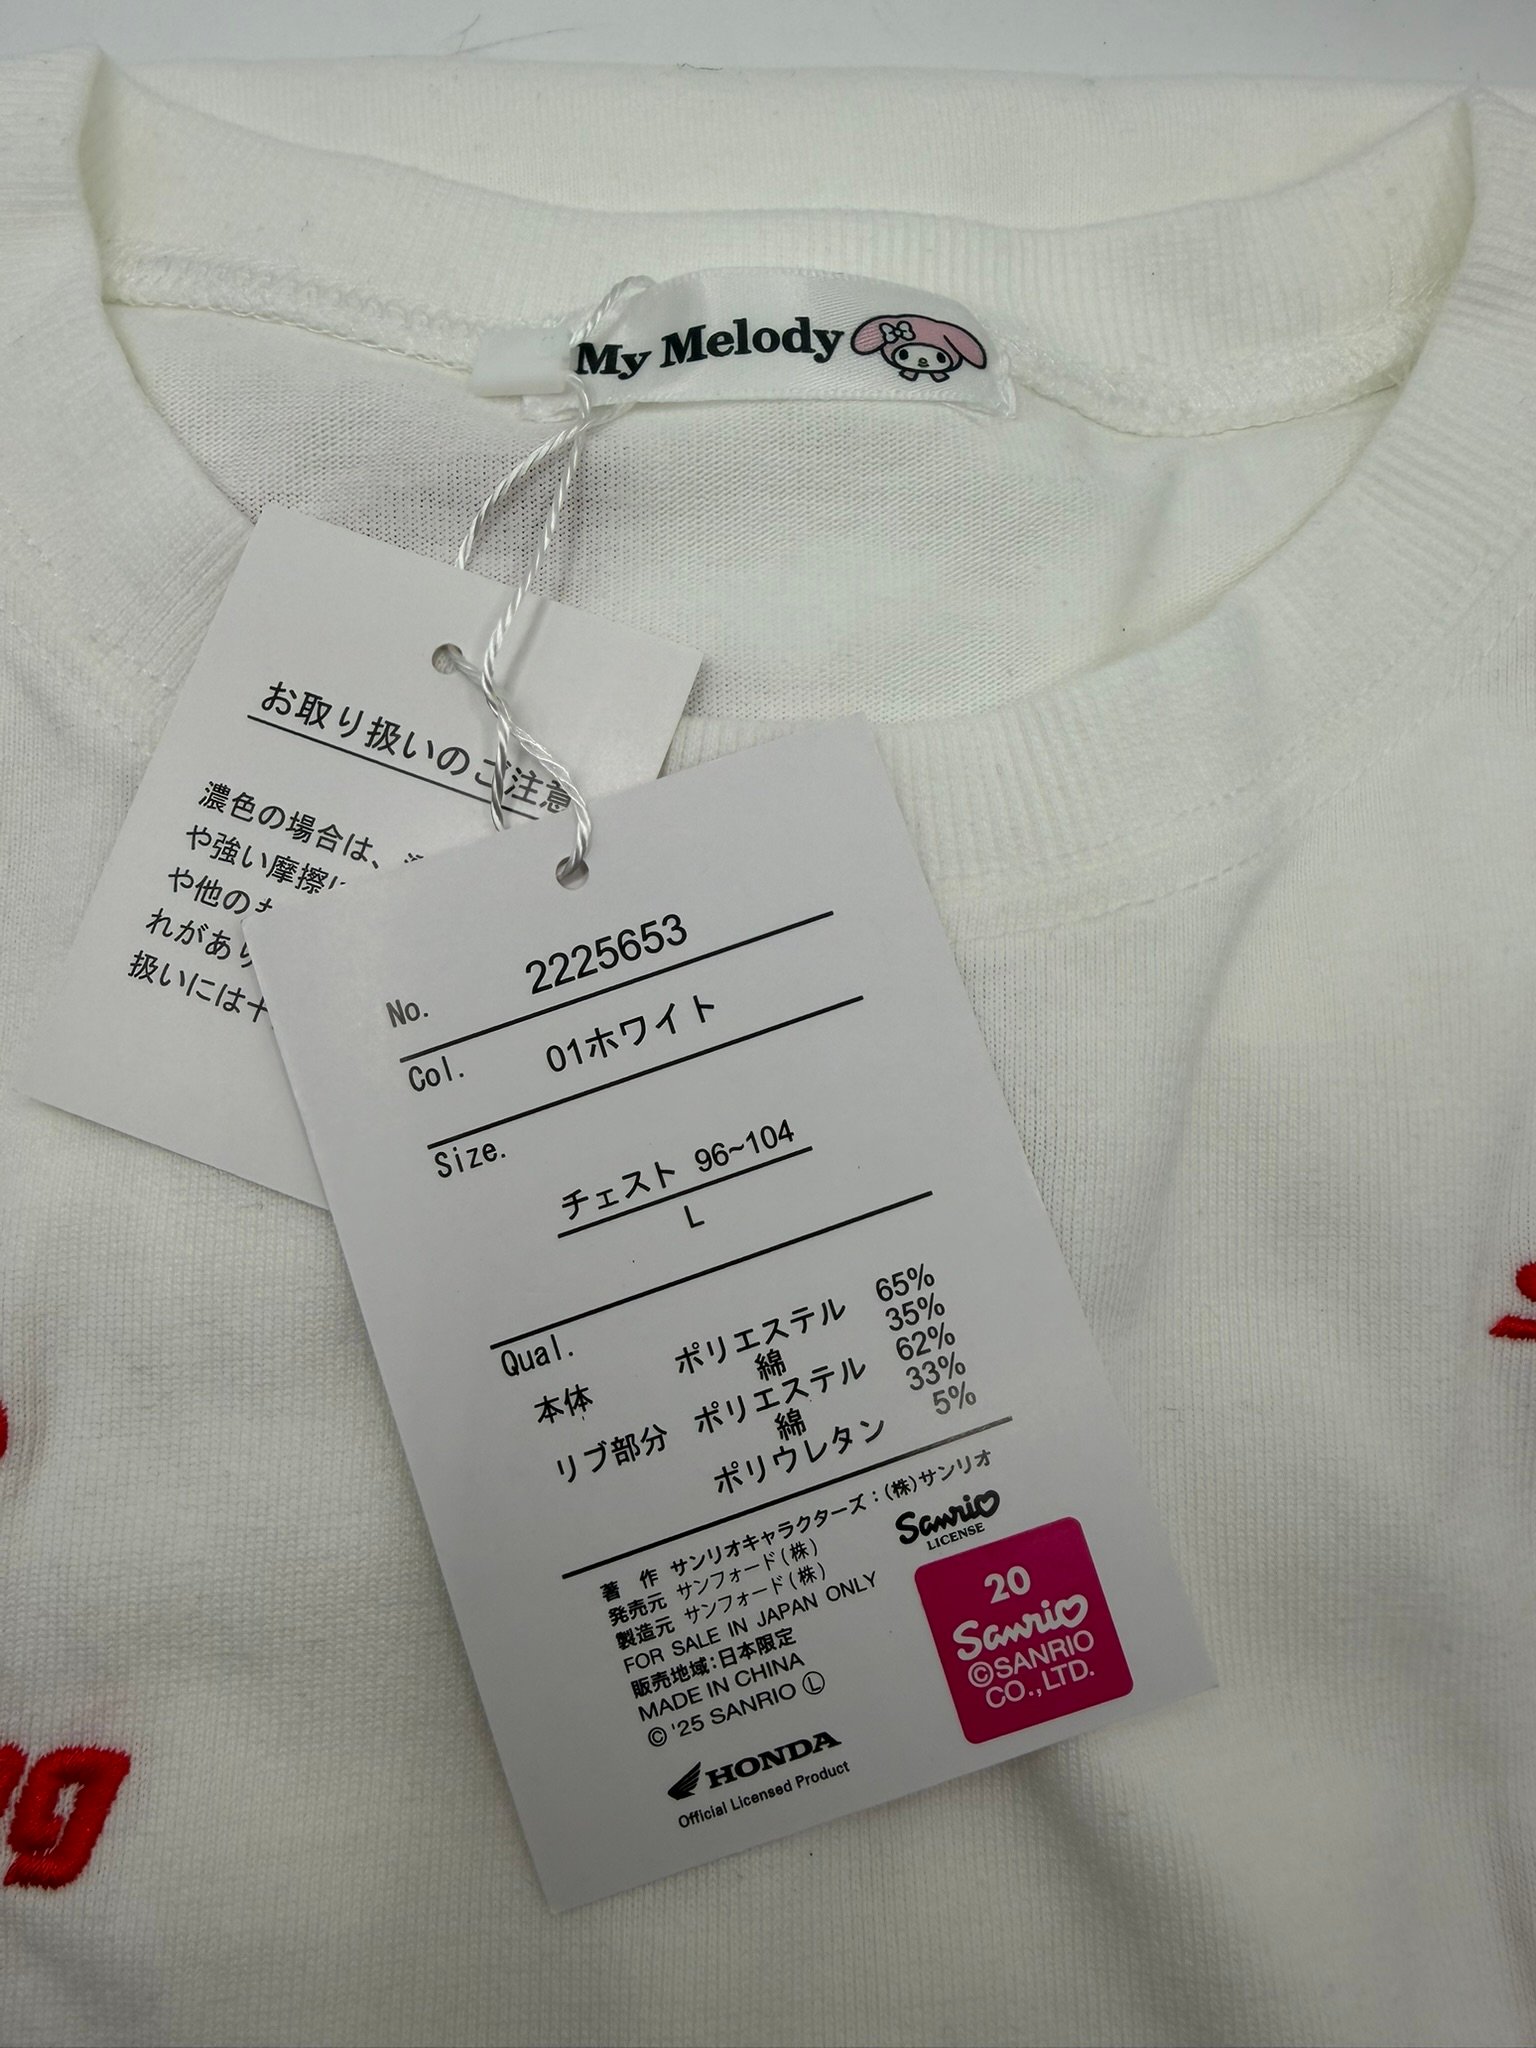 My Melody
お取り扱いのご注意
濃色の場合は、
や強い摩擦
や他の
れがあり
扱いには十
No. 2225653
Col. 01ホワイト
Size.
チェスト 96~104
L
Qual.
本体 ポリエステル 65%
綿 35%
リブ部分 ポリエステル 62%
綿 33%
ポリウレタン 5%
著 作 サンリオキャラクターズ：(株)サンリオ
発売元 サンフォード(株)
製造元 サンフォード(株)
FOR SALE IN JAPAN ONLY
販売地域：日本限定
MADE IN CHINA
© '25 SANRIO Ⓛ
Sanrio
LICENSE
20
Sanrio
©SANRIO
CO.,LTD.
HONDA
Official Licensed Product